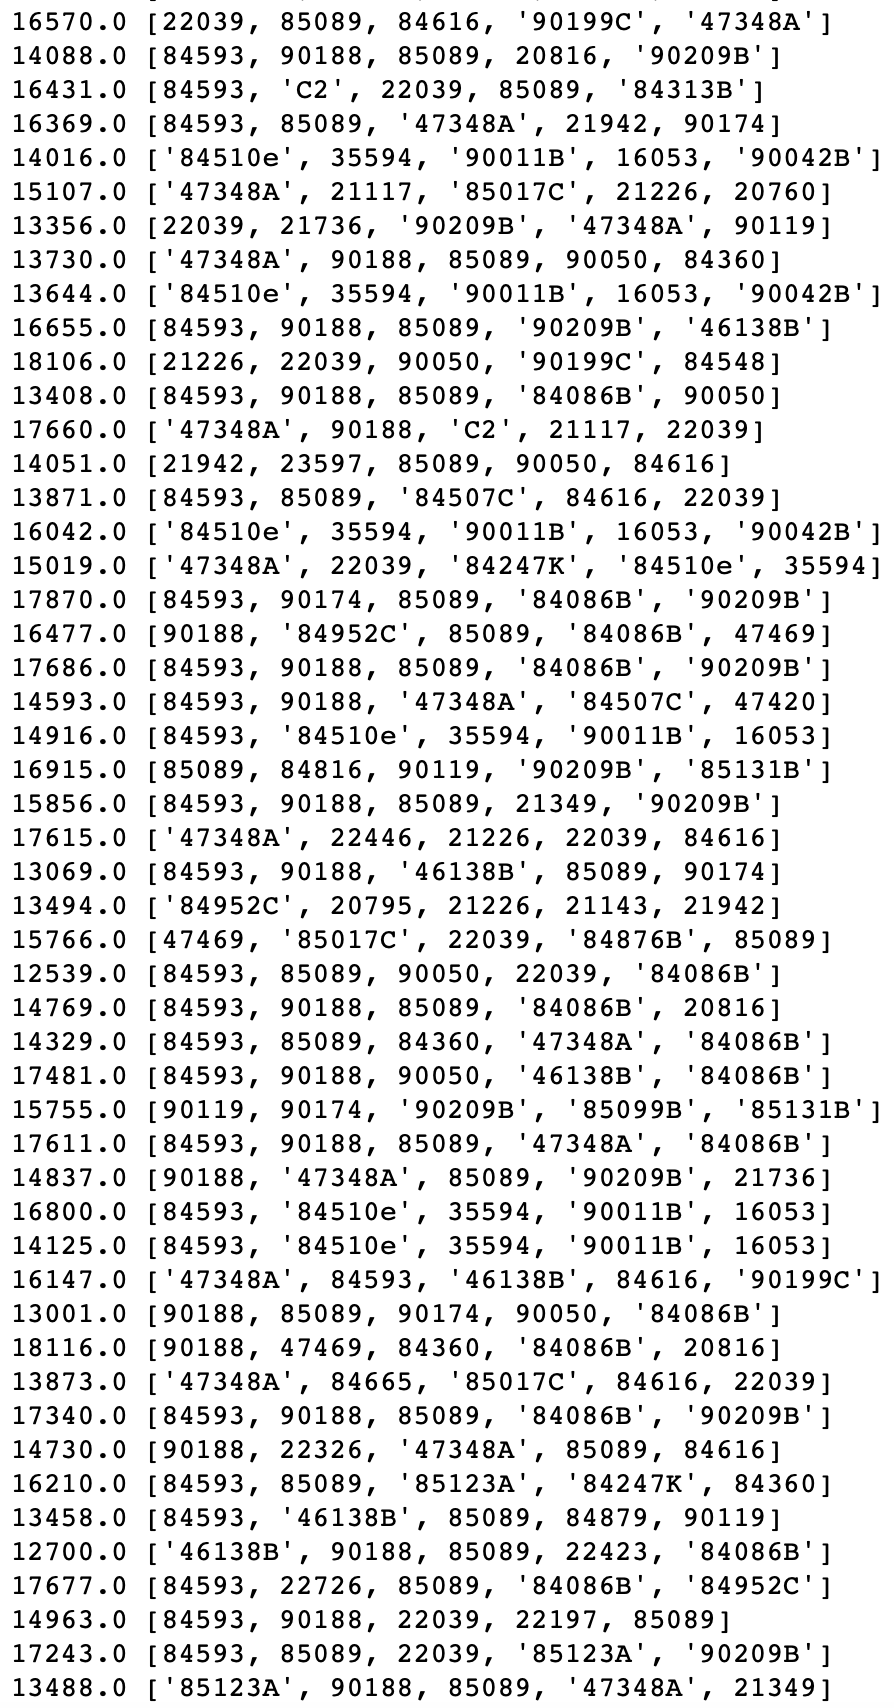 16570.0 [22039, 85089, 84616, '90199C', '47348A']
14088.0 [84593, 90188, 85089, 20816, '90209B']
16431.0 [84593, 'C2', 22039, 85089, '84313B']
16369.0 [84593, 85089, '47348A', 21942, 90174]
14016.0 ['84510e', 35594, '90011B', 16053, '90042B']
15107.0 ['47348A', 21117, '85017C', 21226, 20760]
13356.0 [22039, 21736, '90209B', '47348A', 90119]
13730.0 ['47348A', 90188, 85089, 90050, 84360]
13644.0 ['84510e', 35594, '90011B', 16053, '90042B']
16655.0 [84593, 90188, 85089, '90209B', '46138B']
18106.0 [21226, 22039, 90050, '90199C', 84548]
13408.0 [84593, 90188, 85089, '84086B', 90050]
17660.0 ['47348A', 90188, 'C2', 21117, 22039]
14051.0 [21942, 23597, 85089, 90050, 84616]
13871.0 [84593, 85089, '84507C', 84616, 22039]
16042.0 ['84510e', 35594, '90011B', 16053, '90042B']
15019.0 ['47348A', 22039, '84247K', '84510e', 35594]
17870.0 [84593, 90174, 85089, '84086B', '90209B']
16477.0 [90188, '84952C', 85089, '84086B', 47469]
17686.0 [84593, 90188, 85089, '84086B', '90209B']
14593.0 [84593, 90188, '47348A', '84507C', 47420]
14916.0 [84593, '84510e', 35594, '90011B', 16053]
16915.0 [85089, 84816, 90119, '90209B', '85131B']
15856.0 [84593, 90188, 85089, 21349, '90209B']
17615.0 ['47348A', 22446, 21226, 22039, 84616]
13069.0 [84593, 90188, '46138B', 85089, 90174]
13494.0 ['84952C', 20795, 21226, 21143, 21942]
15766.0 [47469, '85017C', 22039, '84876B', 85089]
12539.0 [84593, 85089, 90050, 22039, '84086B']
14769.0 [84593, 90188, 85089, '84086B', 20816]
14329.0 [84593, 85089, 84360, '47348A', '84086B']
17481.0 [84593, 90188, 90050, '46138B', '84086B']
15755.0 [90119, 90174, '90209B', '85099B', '85131B']
17611.0 [84593, 90188, 85089, '47348A', '84086B']
14837.0 [90188, '47348A', 85089, '90209B', 21736]
16800.0 [84593, '84510e', 35594, '90011B', 16053]
14125.0 [84593, '84510e', 35594, '90011B', 16053]
16147.0 ['47348A', 84593, '46138B', 84616, '90199C']
13001.0 [90188, 85089, 90174, 90050, '84086B']
18116.0 [90188, 47469, 84360, '84086B', 20816]
13873.0 ['47348A', 84665, '85017C', 84616, 22039]
17340.0 [84593, 90188, 85089, '84086B', '90209B']
14730.0 [90188, 22326, '47348A', 85089, 84616]
16210.0 [84593, 85089, '85123A', '84247K', 84360]
13458.0 [84593, '46138B', 85089, 84879, 90119]
12700.0 ['46138B', 90188, 85089, 22423, '84086B']
17677.0 [84593, 22726, 85089, '84086B', '84952C']
14963.0 [84593, 90188, 22039, 22197, 85089]
17243.0 [84593, 85089, 22039, '85123A', '90209B']
13488.0 ['85123A', 90188, 85089, '47348A', 21349]